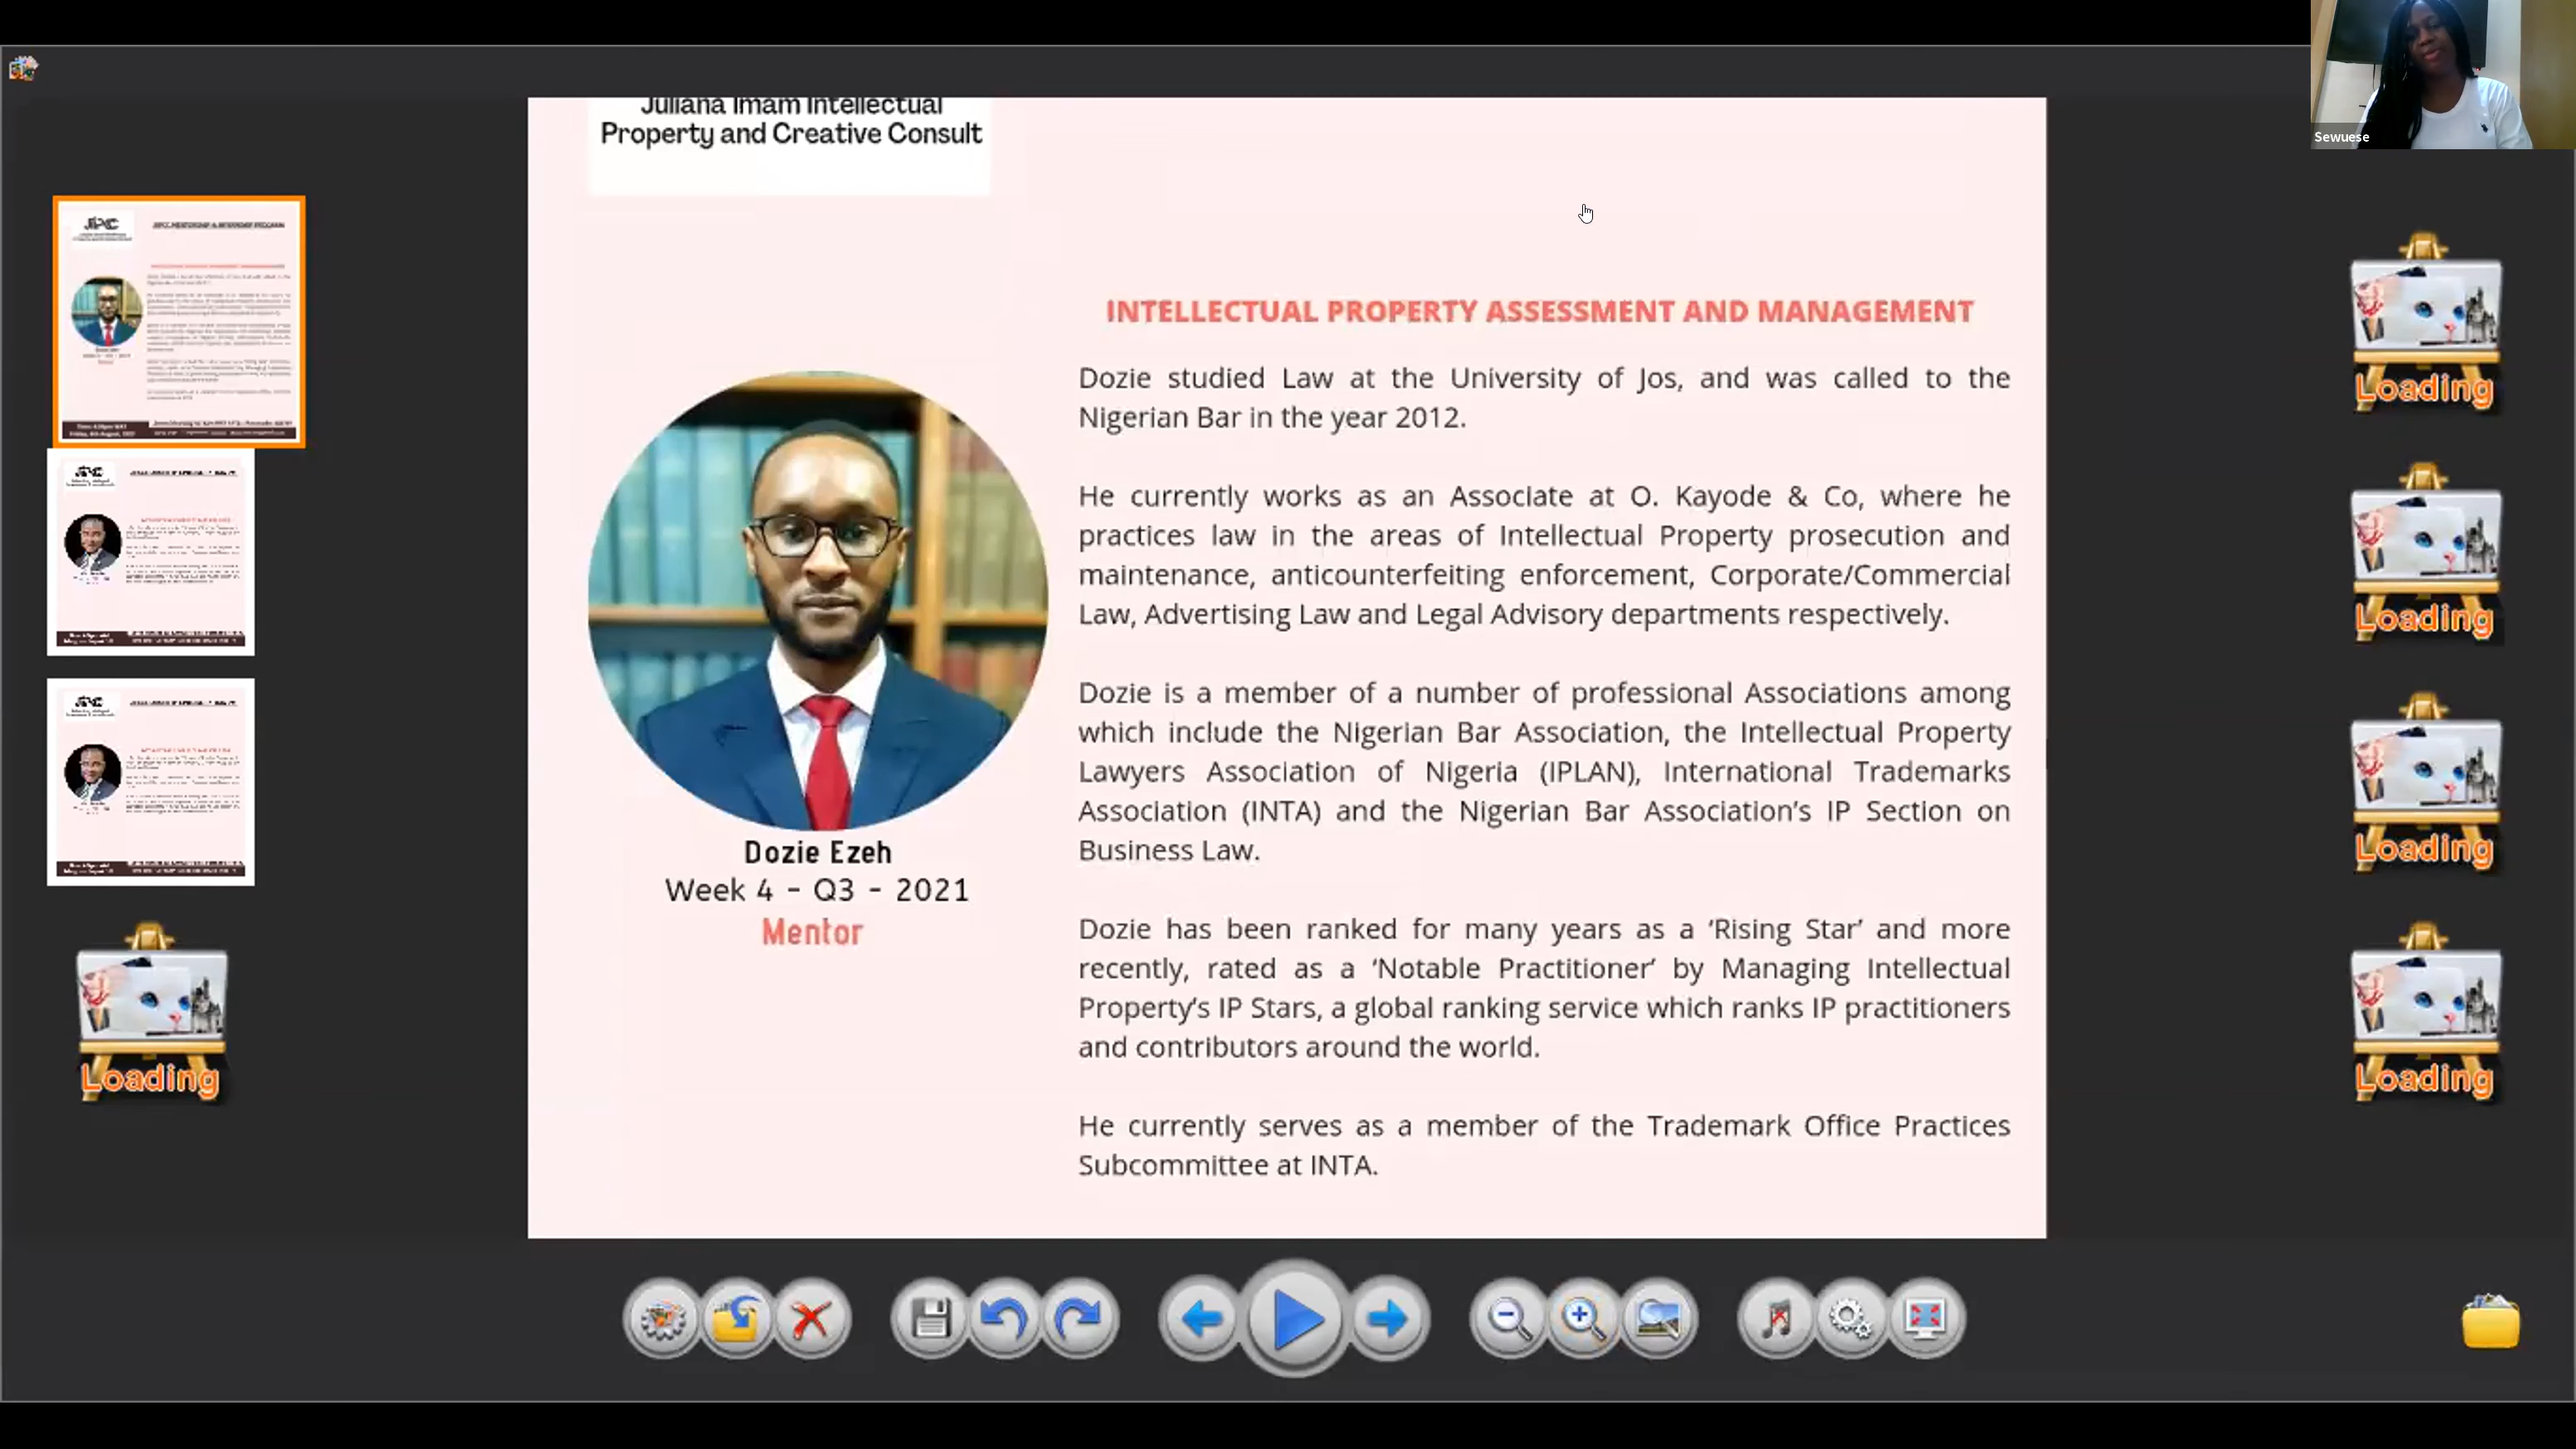 Sewuese
Juliana Imam Intellectual
Property and Creative Consult
INTELLECTUAL PROPERTY ASSESSMENT AND MANAGEMENT
Dozie studied Law at the University of Jos, and was called to the
Nigerian Bar in the year 2012.
He currently works as an Associate at O. Kayode & Co, where he
practices law in the areas of Intellectual Property prosecution and
maintenance, anticounterfeiting enforcement, Corporate/Commercial
Law, Advertising Law and Legal Advisory departments respectively.
Dozie is a member of a number of professional Associations among
which include the Nigerian Bar Association, the Intellectual Property
Lawyers Association of Nigeria (IPLAN), International Trademarks
Association (INTA) and the Nigerian Bar Association's IP Section on
Business Law.
Dozie has been ranked for many years as a ‘Rising Star’ and more
recently, rated as a ‘Notable Practitioner’ by Managing Intellectual
Property's IP Stars, a global ranking service which ranks IP practitioners
and contributors around the world.
He currently serves as a member of the Trademark Office Practices
Subcommittee at INTA.
Dozie Ezeh
Week 4 - Q3 - 2021
Mentor
Loading
Loading
Loading
Loading
Loading